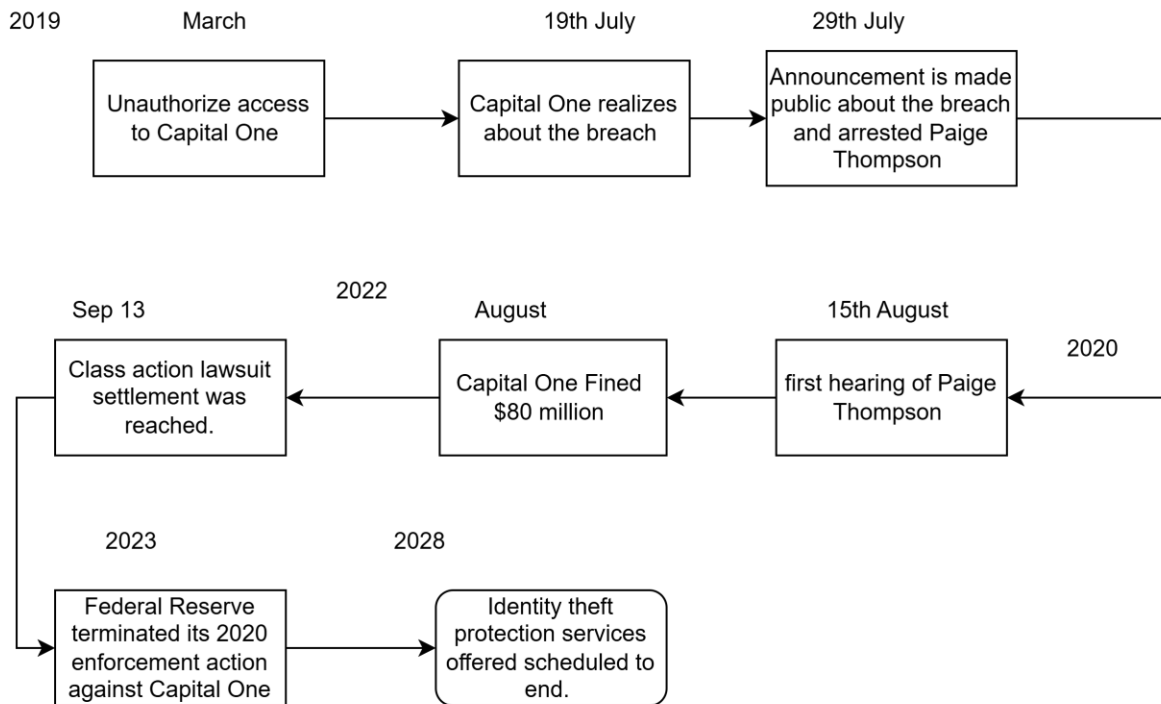 2019
March
19th July
29th July
Unauthorize access
to Capital One
Capital One realizes
about the breach
Announcement is made
public about the breach
and arrested Paige
Thompson
2020
15th August
first hearing of Paige
Thompson
August
Capital One Fined
$80 million
2022
Sep 13
Class action lawsuit
settlement was
reached.
2023
Federal Reserve
terminated its 2020
enforcement action
against Capital One
2028
Identity theft
protection services
offered scheduled to
end.